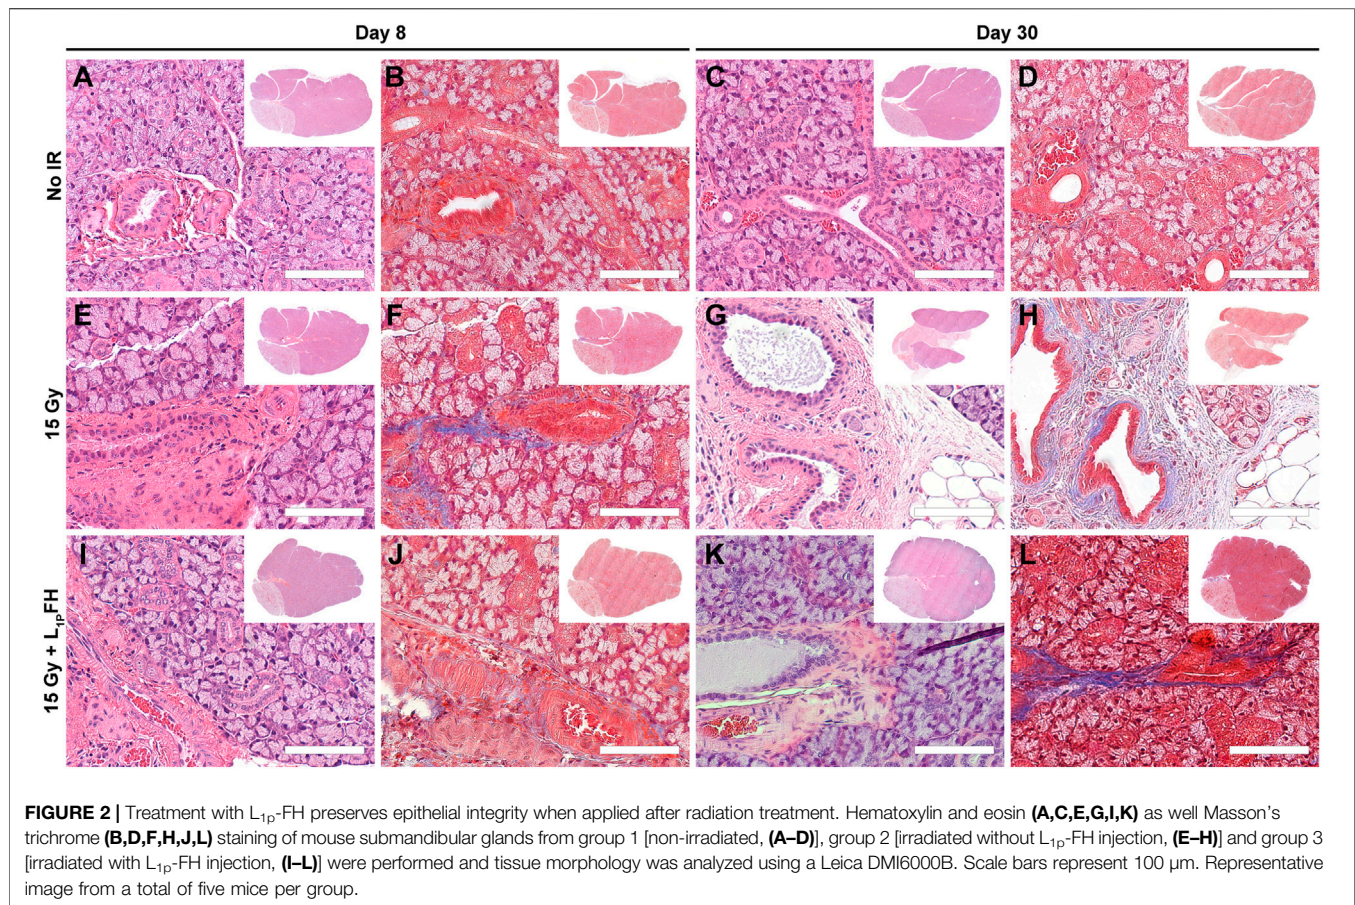 Day 8
Day 30
No IR
A
B
C
D
15 Gy
E
F
G
H
15 Gy + L1pFH
I
J
K
L
FIGURE 2 | Treatment with L1p-FH preserves epithelial integrity when applied after radiation treatment. Hematoxylin and eosin (A,C,E,G,I,K) as well Masson's
trichrome (B,D,F,H,J,L) staining of mouse submandibular glands from group 1 [non-irradiated, (A–D)], group 2 [irradiated without L1p-FH injection, (E–H)] and group 3
[irradiated with L1p-FH injection, (I–L)] were performed and tissue morphology was analyzed using a Leica DMI6000B. Scale bars represent 100 μm. Representative
image from a total of five mice per group.